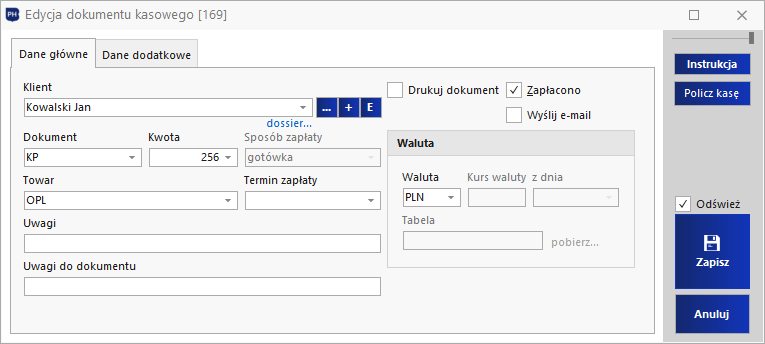 PH
Edycja dokumentu kasowego [169]
Dane główne
Dane dodatkowe
Klient
Kowalski Jan
...
+
E
dossier...
Dokument
Kwota
Sposób zapłaty
KP
256
gotówka
Towar
Termin zapłaty
OPL
Uwagi
Uwagi do dokumentu
Drukuj dokument
Zapłacono
Wyślij e-mail
Waluta
Waluta
Kurs waluty
z dnia
PLN
Tabela
pobierz...
Instrukcja
Policz kasę
Odśwież
Zapisz
Anuluj